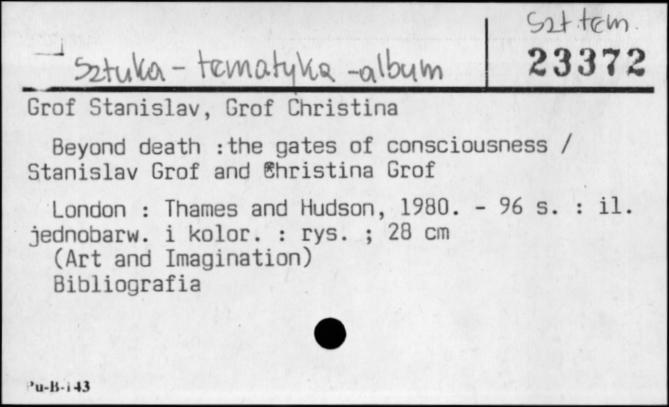 Szt. tem.
Sztuka - tematyka - album
23372
Grof Stanislav, Grof Christina
Beyond death :the gates of consciousness /
Stanislav Grof and Christina Grof
London : Thames and Hudson, 1980. - 96 s. : il.
jednobarw. i kolor. : rys. ; 28 cm
(Art and Imagination)
Bibliografia
Pu-B-143